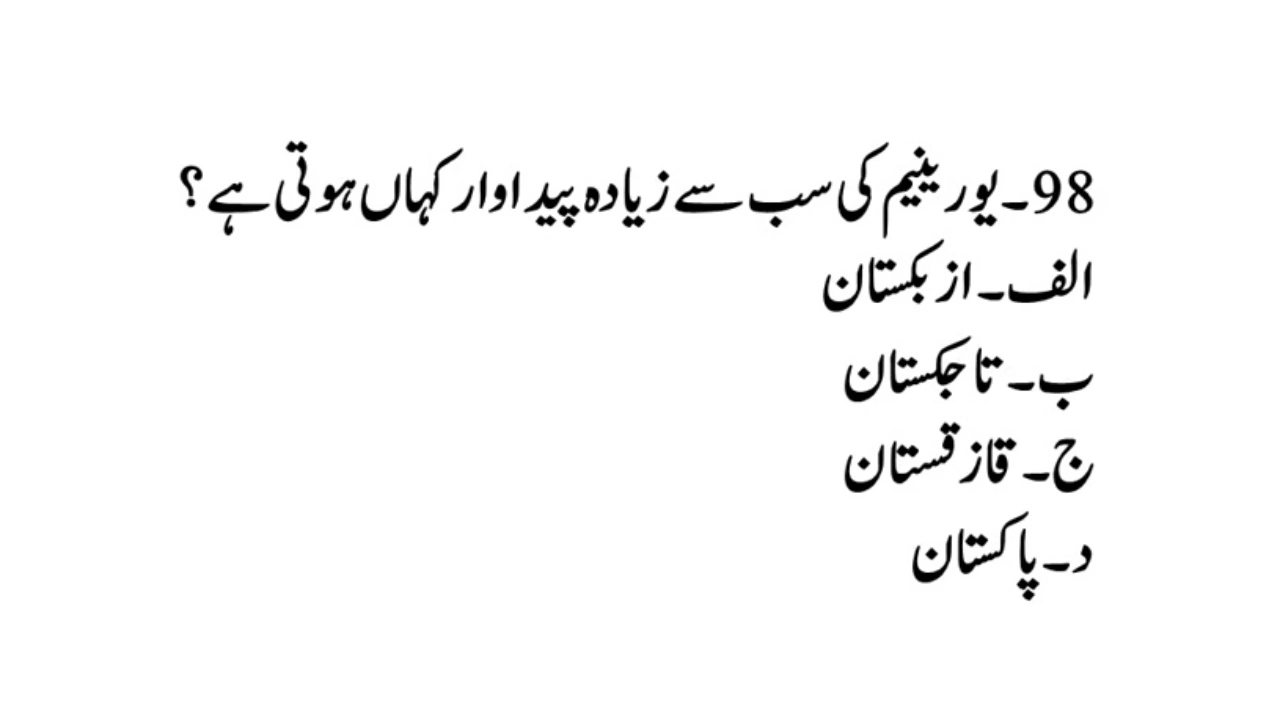 98۔یورینیم کی سب سے زیادہ پیداوار کہاں ہوتی ہے؟
الف۔ازبکستان
ب۔تاجکستان
ج۔قازقستان
د۔پاکستان